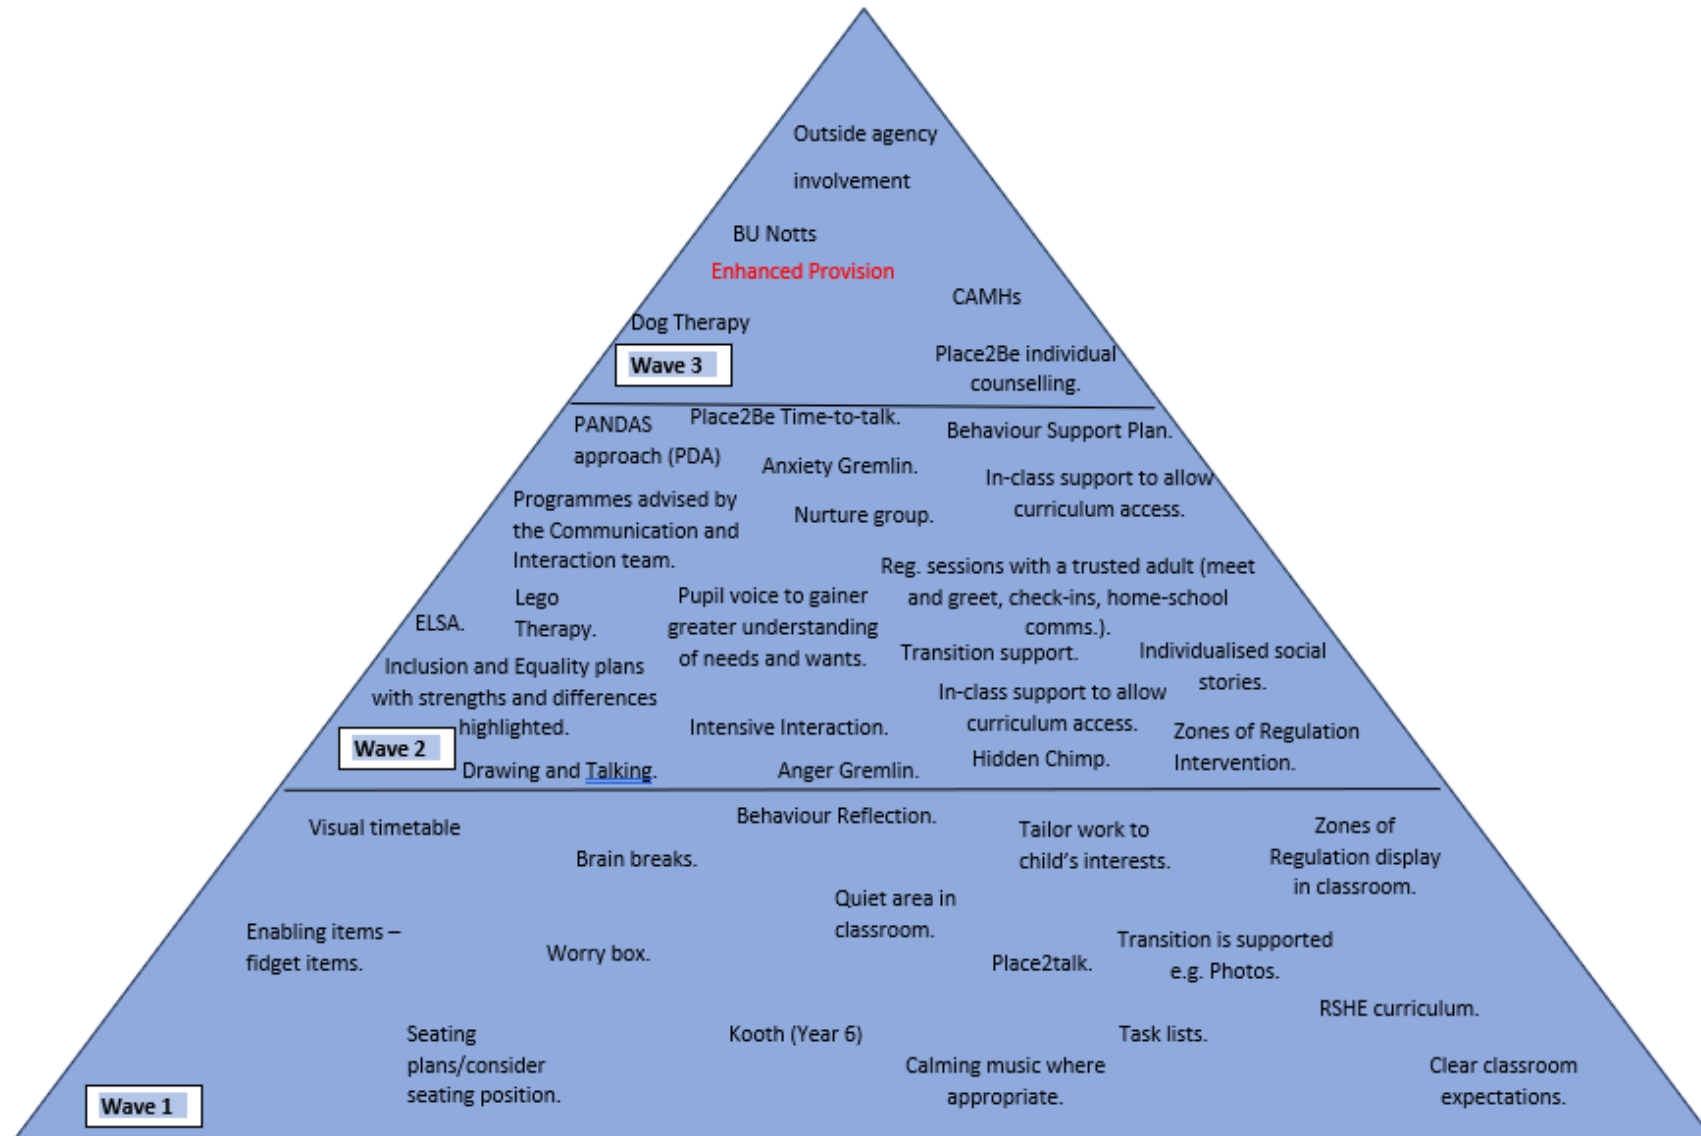 Outside agency
involvement
BU Notts
Enhanced Provision
CAMHs
Dog Therapy
Place2Be individual
counselling.
Wave 3
PANDAS
approach (PDA)
Place2Be Time-to-talk.
Behaviour Support Plan.
Anxiety Gremlin.
In-class support to allow
curriculum access.
Programmes advised by
the Communication and
Interaction team.
Nurture group.
Reg. sessions with a trusted adult (meet
and greet, check-ins, home-school
comms.).
ELSA.
Lego
Therapy.
Pupil voice to gainer
greater understanding
of needs and wants.
Transition support.
Individualised social
stories.
Inclusion and Equality plans
with strengths and differences
highlighted.
In-class support to allow
curriculum access.
Intensive Interaction.
Zones of Regulation
Intervention.
Wave 2
Drawing and Talking.
Anger Gremlin.
Hidden Chimp.
Visual timetable
Behaviour Reflection.
Brain breaks.
Tailor work to
child's interests.
Zones of
Regulation display
in classroom.
Quiet area in
classroom.
Enabling items –
fidget items.
Worry box.
Place2talk.
Transition is supported
e.g. Photos.
RSHE curriculum.
Seating
plans/consider
seating position.
Kooth (Year 6)
Task lists.
Calming music where
appropriate.
Clear classroom
expectations.
Wave 1